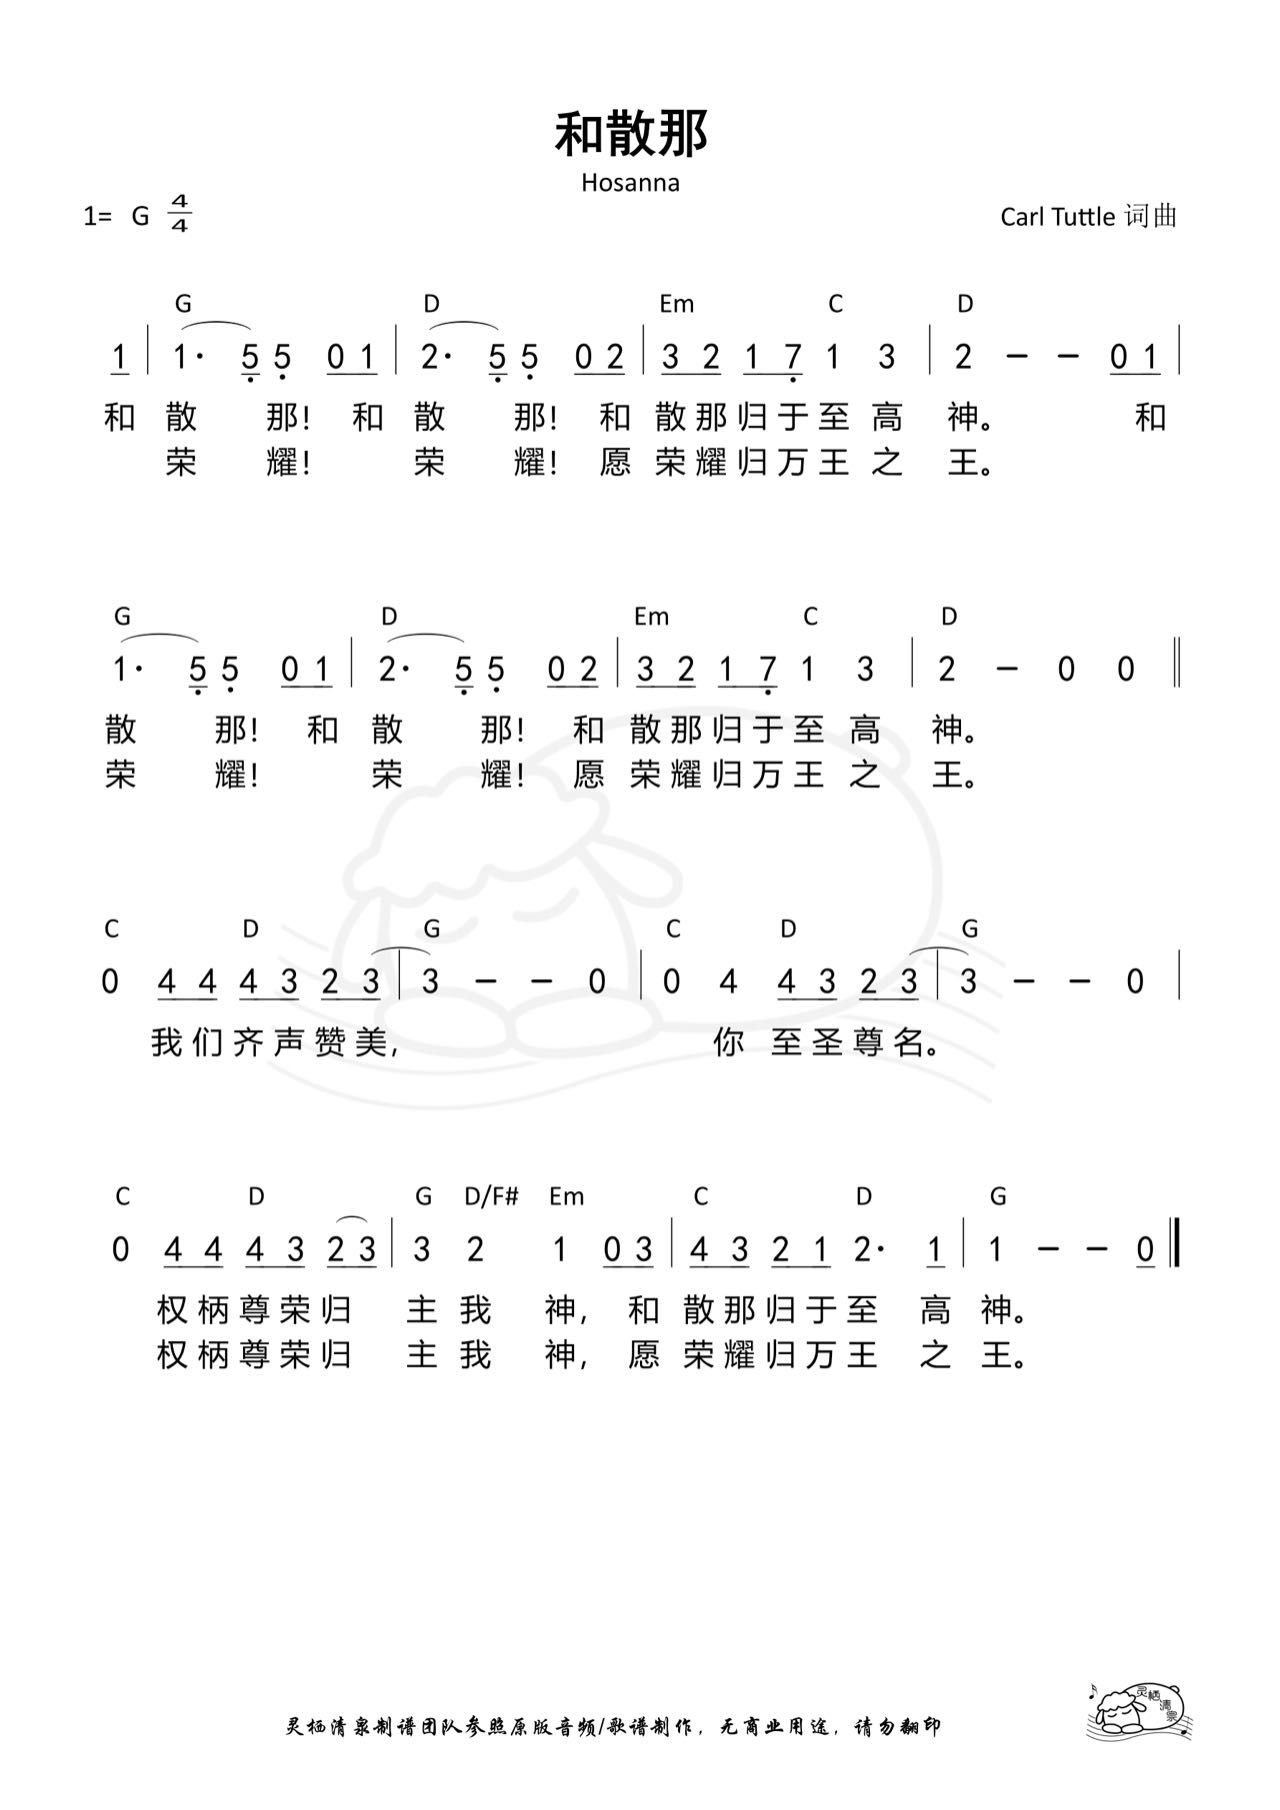 和散那
Hosanna
1= G 4/4
Carl Tuttle 词曲
G D Em C D
1 | 1· 5 5 0 1 | 2· 5 5 0 2 | 3 2 1 7 1 3 | 2 – – 0 1 |
和 散 那! 和 散 那! 和 散 那 归 于 至 高 神。 和
荣 耀! 荣 耀! 愿 荣 耀 归 万 王 之 王。
G D Em C D
1· 5 5 0 1 | 2· 5 5 0 2 | 3 2 1 7 1 3 | 2 – 0 0 ||
散 那! 和 散 那! 和 散 那 归 于 至 高 神。
荣 耀! 荣 耀! 愿 荣 耀 归 万 王 之 王。
C D G C D G
0 4 4 4 3 2 3 | 3 – – 0 | 0 4 4 3 2 3 | 3 – – 0 |
我 们 齐 声 赞 美, 你 至 圣 尊 名。
C D G D/F# Em C D G
0 4 4 4 3 2 3 | 3 2 1 0 3 | 4 3 2 1 2· 1 | 1 – – 0 ||
权 柄 尊 荣 归 主 我 神, 和 散 那 归 于 至 高 神。
权 柄 尊 荣 归 主 我 神, 愿 荣 耀 归 万 王 之 王。
灵栖清泉制谱团队参照原版音频/歌谱制作，无商业用途，请勿翻印
灵栖清泉